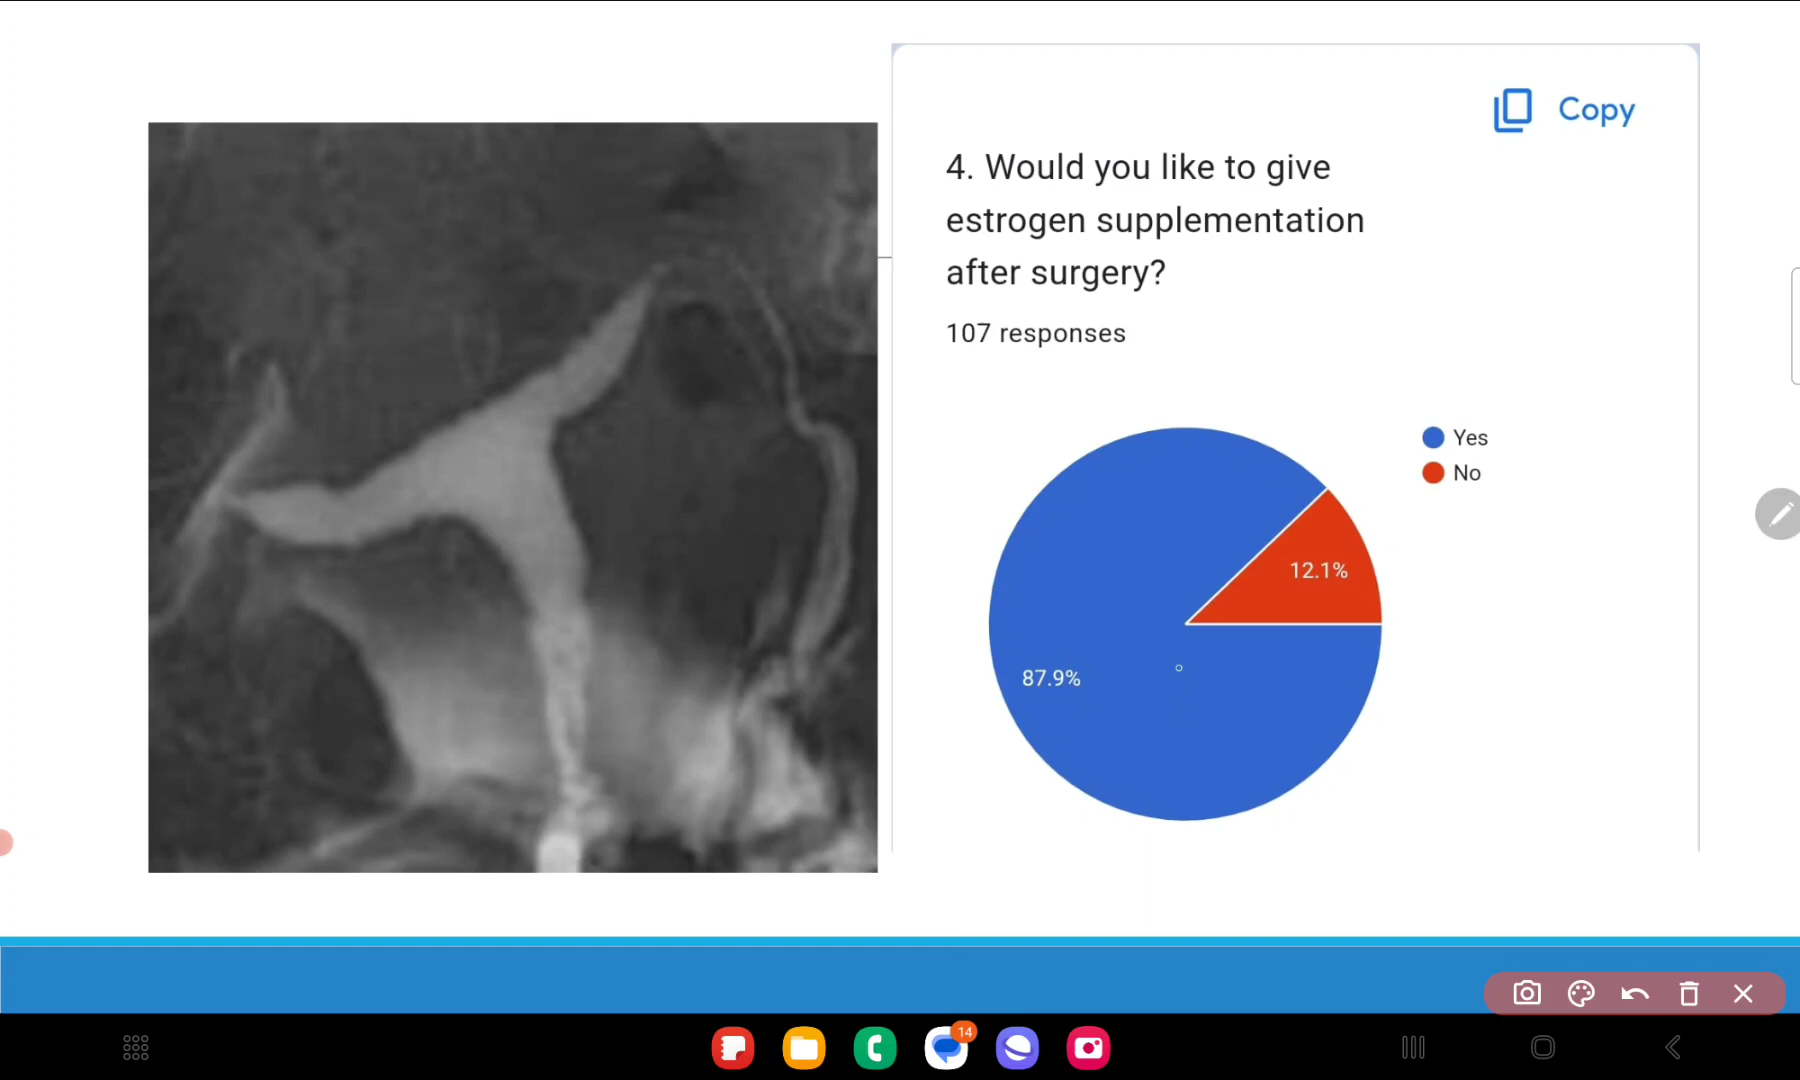 Copy
4. Would you like to give
estrogen supplementation
after surgery?
107 responses
Yes
No
12.1%
87.9%
14